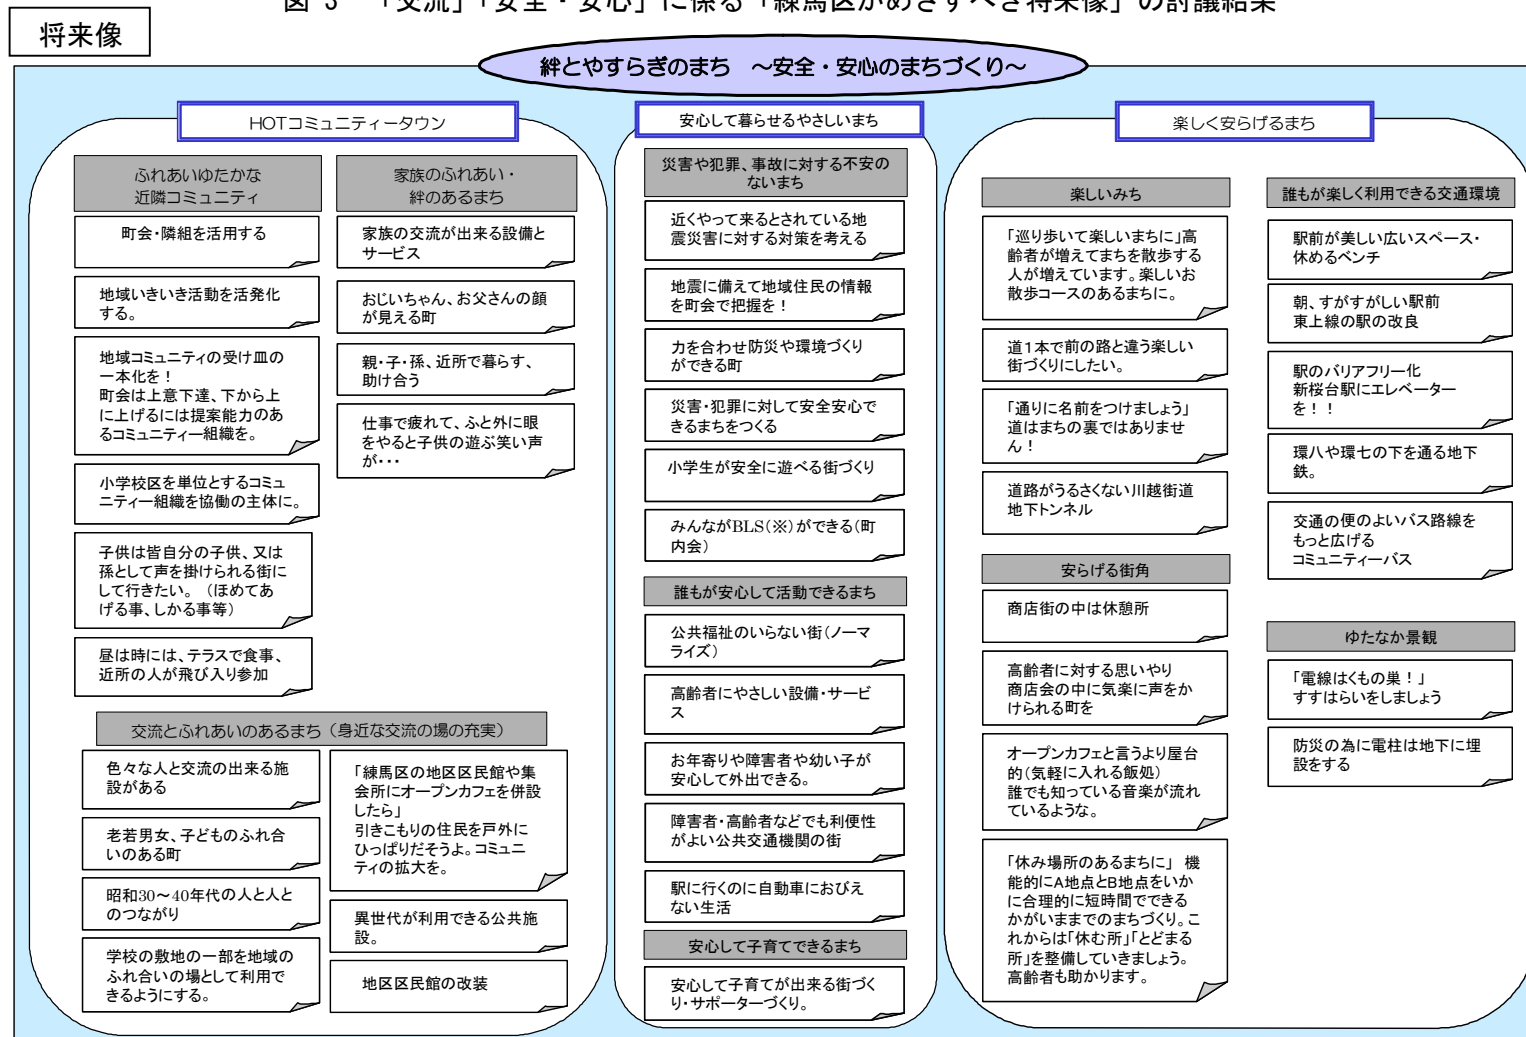 図 3 「交流」「安全・安心」に係る「練馬区がめざすべき将来像」の討議結果
将来像
絆とやすらぎのまち ～安全・安心のまちづくり～
HOTコミュニティータウン
ふれあいゆたかな
近隣コミュニティ
町会・隣組を活用する
地域いきいき活動を活発化
する。
地域コミュニティの受け皿の
一本化を！
町会は上意下達、下から上
に上げるには提案能力のあ
るコミュニティー組織を。
小学校区を単位とするコミュ
ニティー組織を協働の主体に。
子供は皆自分の子供、又は
孫として声を掛けられる街に
して行きたい。（ほめてあ
げる事、しかる事等）
昼は時には、テラスで食事、
近所の人が飛び入り参加
家族のふれあい・
絆のあるまち
家族の交流が出来る設備と
サービス
おじいちゃん、お父さんの顔
が見える町
親・子・孫、近所で暮らす、
助け合う
仕事で疲れて、ふと外に眼
をやると子供の遊ぶ笑い声
が・・・
交流とふれあいのあるまち（身近な交流の場の充実）
色々な人と交流の出来る施
設がある
老若男女、子どものふれ合
いのある町
昭和30～40年代の人と人と
のつながり
学校の敷地の一部を地域の
ふれ合いの場として利用で
きるようにする。
「練馬区の地区区民館や集
会所にオープンカフェを併設
したら」
引きこもりの住民を戸外に
ひっぱりだそうよ。コミュニ
ティの拡大を。
異世代が利用できる公共施
設。
地区区民館の改装
安心して暮らせるやさしいまち
災害や犯罪、事故に対する不安の
ないまち
近くやって来るとされている地
震災害に対する対策を考える
地震に備えて地域住民の情報
を町会で把握を！
力を合わせ防災や環境づくり
ができる町
災害・犯罪に対して安全安心で
きるまちをつくる
小学生が安全に遊べる街づくり
みんながBLS(※)ができる(町
内会)
誰もが安心して活動できるまち
公共福祉のいらない街(ノーマ
ライズ)
高齢者にやさしい設備・サービ
ス
お年寄りや障害者や幼い子が
安心して外出できる。
障害者・高齢者などでも利便性
がよい公共交通機関の街
駅に行くのに自動車におびえ
ない生活
安心して子育てできるまち
安心して子育てが出来る街づく
り・サポーターづくり。
楽しく安らげるまち
楽しいみち
「巡り歩いて楽しいまちに」高
齢者が増えてまちを散歩する
人が増えています。楽しいお
散歩コースのあるまちに。
道１本で前の路と違う楽しい
街づくりにしたい。
「通りに名前をつけましょう」
道はまちの裏ではありませ
ん！
道路がうるさくない川越街道
地下トンネル
安らげる街角
商店街の中は休憩所
高齢者に対する思いやり
商店会の中に気楽に声をか
けられる町を
オープンカフェと言うより屋台
的(気軽に入れる飯処)
誰でも知っている音楽が流れ
ているような。
「休み場所のあるまちに」 機
能的にA地点とB地点をいか
に合理的に短時間でできる
かがいままでのまちづくり。こ
れからは「休む所」「とどまる
所」を整備していきましょう。
高齢者も助かります。
誰もが楽しく利用できる交通環境
駅前が美しい広いスペース・
休めるベンチ
朝、すがすがしい駅前
東上線の駅の改良
駅のバリアフリー化
新桜台駅にエレベーター
を！！
環八や環七の下を通る地下
鉄。
交通の便のよいバス路線を
もっと広げる
コミュニティーバス
ゆたなか景観
「電線はくもの巣！」
すすはらいをしましょう
防災の為に電柱は地下に埋
設をする